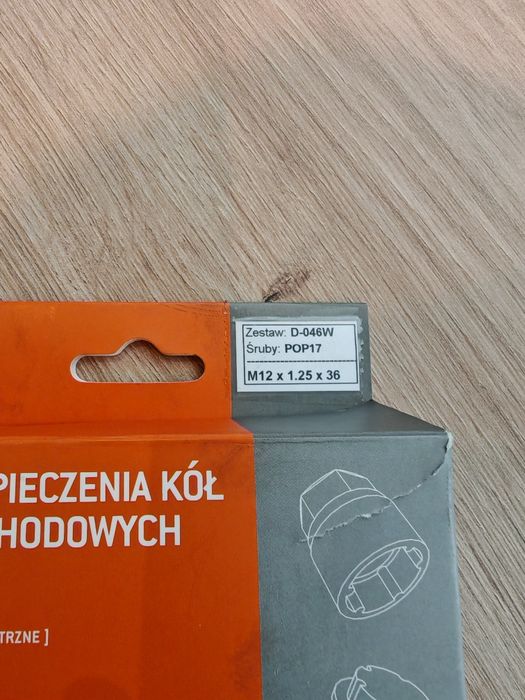 Zestaw: D-046W
Śruby: POP17
M12 x 1.25 x 36
PIECZENIA KÓŁ
HODOWYCH
TRZNE ]